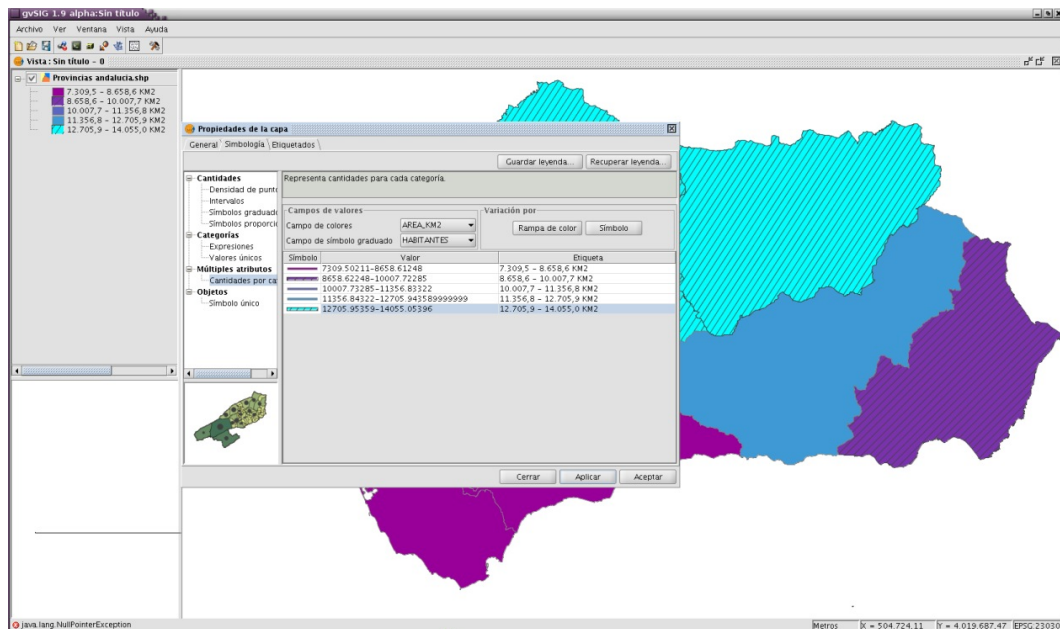 gvSIG 1.9 alpha:Sin título
Archivo Ver Ventana Vista Ayuda
Vista : Sin título - 0
Provincias andalucia.shp
7.309,5 - 8.658,6 KM2
8.658,6 - 10.007,7 KM2
10.007,7 - 11.356,8 KM2
11.356,8 - 12.705,9 KM2
12.705,9 - 14.055,0 KM2
Propiedades de la capa
General Simbología Etiquetados
Guardar leyenda... Recuperar leyenda...
Cantidades
Densidad de punt
Intervalos
Símbolos graduado
Símbolos proporcio
Categorías
Expresiones
Valores únicos
Múltiples atributos
Cantidades por ca
Objetos
Símbolo único
Representa cantidades para cada categoría.
Campos de valores
Campo de colores AREA_KM2
Campo de símbolo graduado HABITANTES
Variación por
Rampa de color Símbolo
Símbolo Valor Etiqueta
7309.50211-8658.61248 7.309,5 - 8.658,6 KM2
8658.62248-10007.72285 8.658,6 - 10.007,7 KM2
10007.73285-11356.83322 10.007,7 - 11.356,8 KM2
11356.84322-12705.943589999999 11.356,8 - 12.705,9 KM2
12705.95359-14055.05396 12.705,9 - 14.055,0 KM2
Cerrar Aplicar Aceptar
java.lang.NullPointerException
Metros X = 504.724,11 Y = 4.019.687,47 EPSG:23030